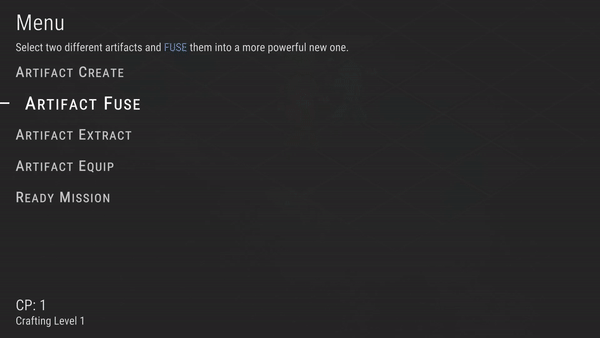 Menu
Select two different artifacts and FUSE them into a more powerful new one.
Artifact Create
Artifact Fuse
Artifact Extract
Artifact Equip
Ready Mission
CP: 1
Crafting Level 1